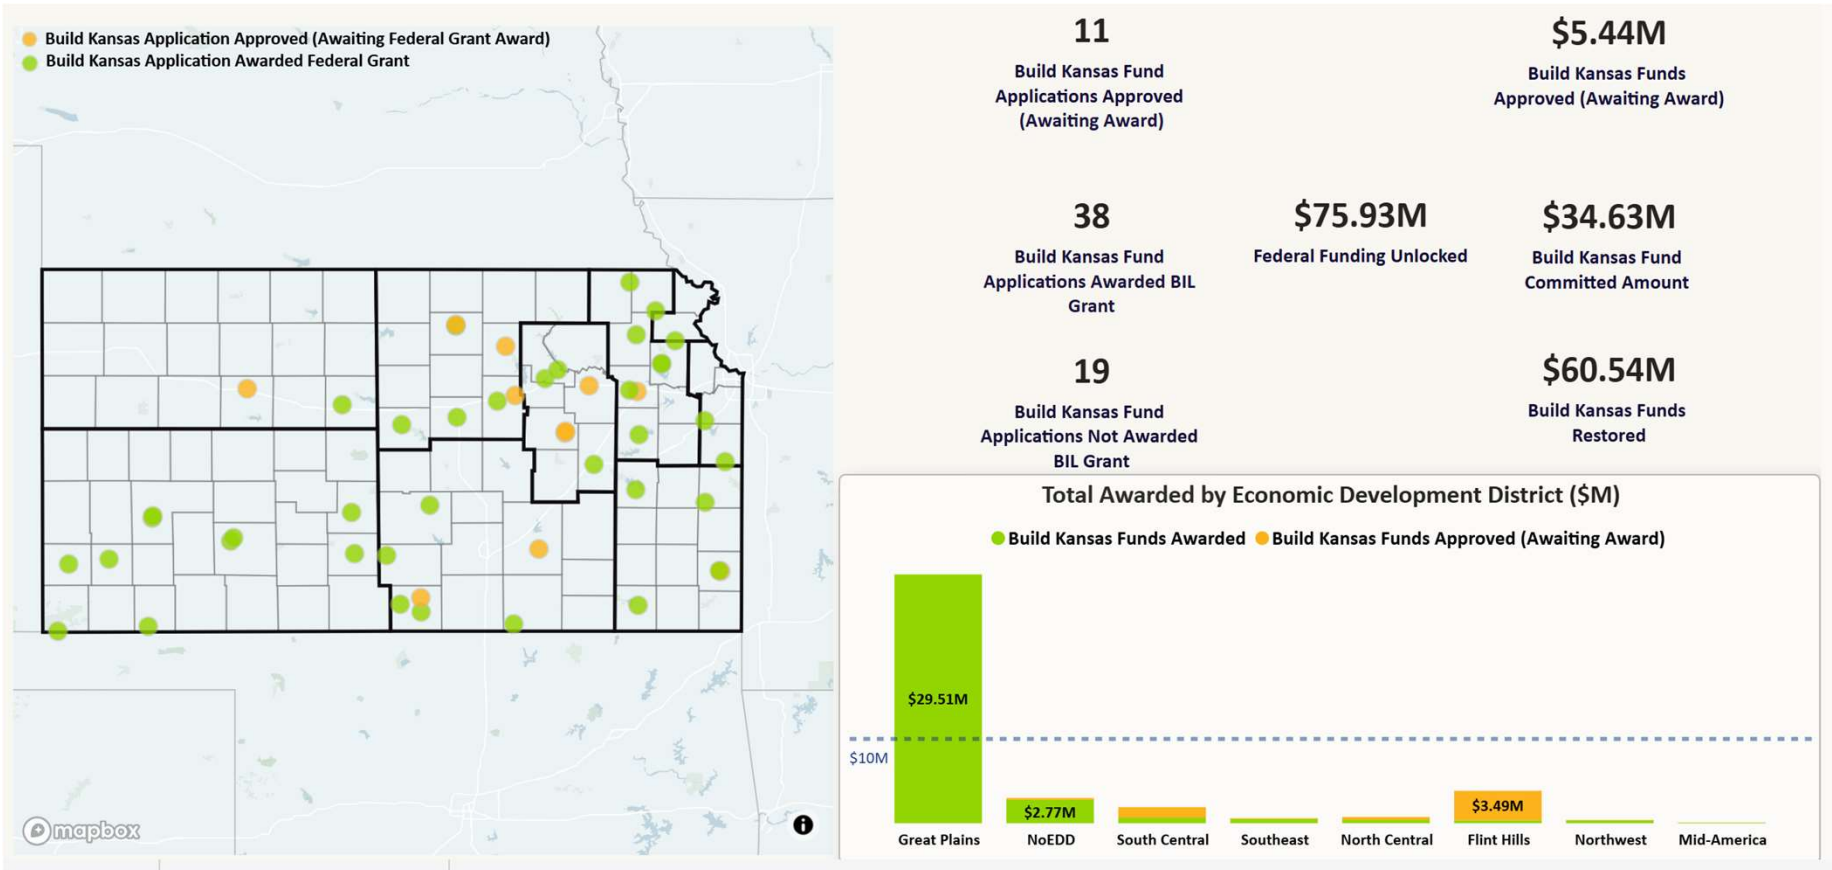 Build Kansas Application Approved (Awaiting Federal Grant Award)
Build Kansas Application Awarded Federal Grant
11
Build Kansas Fund
Applications Approved
(Awaiting Award)
$5.44M
Build Kansas Funds
Approved (Awaiting Award)
38
Build Kansas Fund
Applications Awarded BIL
Grant
$75.93M
Federal Funding Unlocked
$34.63M
Build Kansas Fund
Committed Amount
19
Build Kansas Fund
Applications Not Awarded
BIL Grant
$60.54M
Build Kansas Funds
Restored
Total Awarded by Economic Development District ($M)
Build Kansas Funds Awarded
Build Kansas Funds Approved (Awaiting Award)
$29.51M
$10M
$2.77M
$3.49M
Great Plains
NoEDD
South Central
Southeast
North Central
Flint Hills
Northwest
Mid-America
mapbox